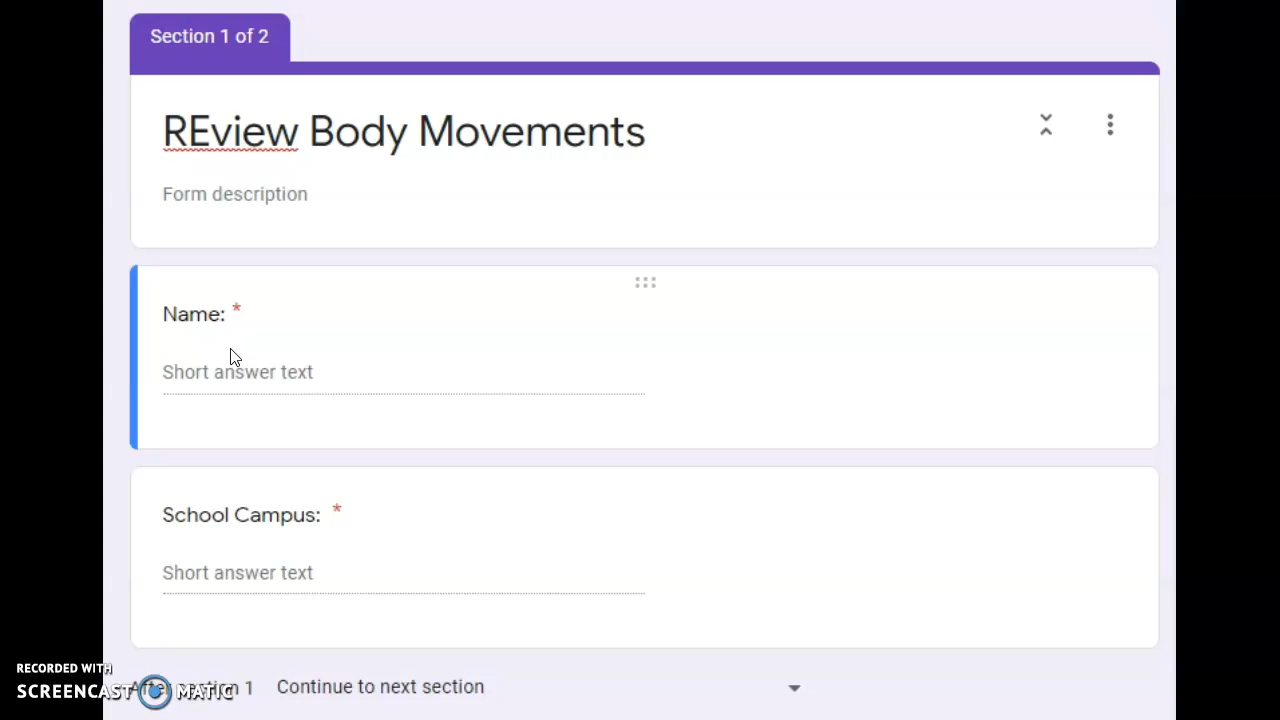 Section 1 of 2
REview Body Movements
Form description
Name: *
Short answer text
School Campus: *
Short answer text
RECORDED WITH
SCREENCAST MATIC
1 Continue to next section